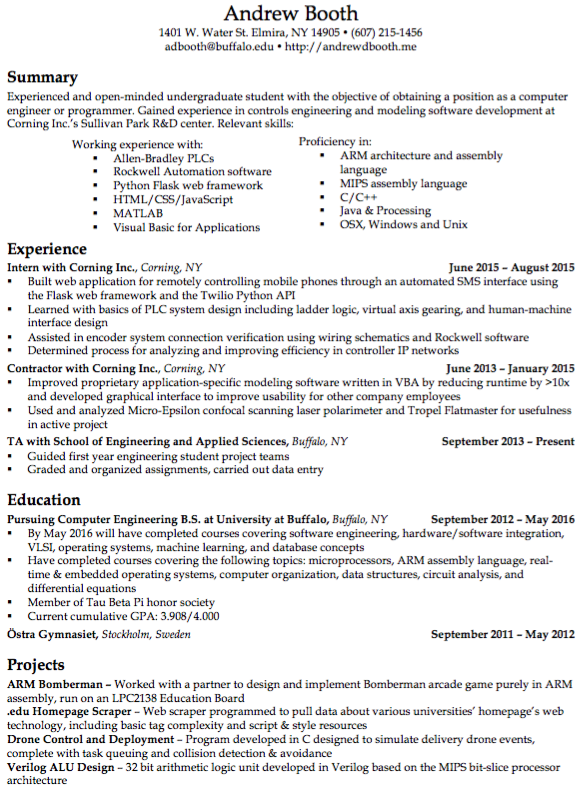 Andrew Booth
1401 W. Water St. Elmira, NY 14905 • (607) 215-1456
adbooth@buffalo.edu • http://andrewdbooth.me
Summary
Experienced and open-minded undergraduate student with the objective of obtaining a position as a computer
engineer or programmer. Gained experience in controls engineering and modeling software development at
Corning Inc.'s Sullivan Park R&D center. Relevant skills:
Working experience with:
▪ Allen-Bradley PLCs
▪ Rockwell Automation software
▪ Python Flask web framework
▪ HTML/CSS/JavaScript
▪ MATLAB
▪ Visual Basic for Applications
Proficiency in:
▪ ARM architecture and assembly
language
▪ MIPS assembly language
▪ C/C++
▪ Java & Processing
▪ OSX, Windows and Unix
Experience
Intern with Corning Inc., Corning, NY June 2015 – August 2015
▪ Built web application for remotely controlling mobile phones through an automated SMS interface using
the Flask web framework and the Twilio Python API
▪ Learned with basics of PLC system design including ladder logic, virtual axis gearing, and human-machine
interface design
▪ Assisted in encoder system connection verification using wiring schematics and Rockwell software
▪ Determined process for analyzing and improving efficiency in controller IP networks
Contractor with Corning Inc., Corning, NY June 2013 – January 2015
▪ Improved proprietary application-specific modeling software written in VBA by reducing runtime by >10x
and developed graphical interface to improve usability for other company employees
▪ Used and analyzed Micro-Epsilon confocal scanning laser polarimeter and Tropel Flatmaster for usefulness
in active project
TA with School of Engineering and Applied Sciences, Buffalo, NY September 2013 – Present
▪ Guided first year engineering student project teams
▪ Graded and organized assignments, carried out data entry
Education
Pursuing Computer Engineering B.S. at University at Buffalo, Buffalo, NY September 2012 – May 2016
▪ By May 2016 will have completed courses covering software engineering, hardware/software integration,
VLSI, operating systems, machine learning, and database concepts
▪ Have completed courses covering the following topics: microprocessors, ARM assembly language, real-
time & embedded operating systems, computer organization, data structures, circuit analysis, and
differential equations
▪ Member of Tau Beta Pi honor society
▪ Current cumulative GPA: 3.908/4.000
Östra Gymnasiet, Stockholm, Sweden September 2011 – May 2012
Projects
ARM Bomberman – Worked with a partner to design and implement Bomberman arcade game purely in ARM
assembly, run on an LPC2138 Education Board
.edu Homepage Scraper – Web scraper programmed to pull data about various universities' homepage's web
technology, including basic tag complexity and script & style resources
Drone Control and Deployment – Program developed in C designed to simulate delivery drone events,
complete with task queuing and collision detection & avoidance
Verilog ALU Design – 32 bit arithmetic logic unit developed in Verilog based on the MIPS bit-slice processor
architecture